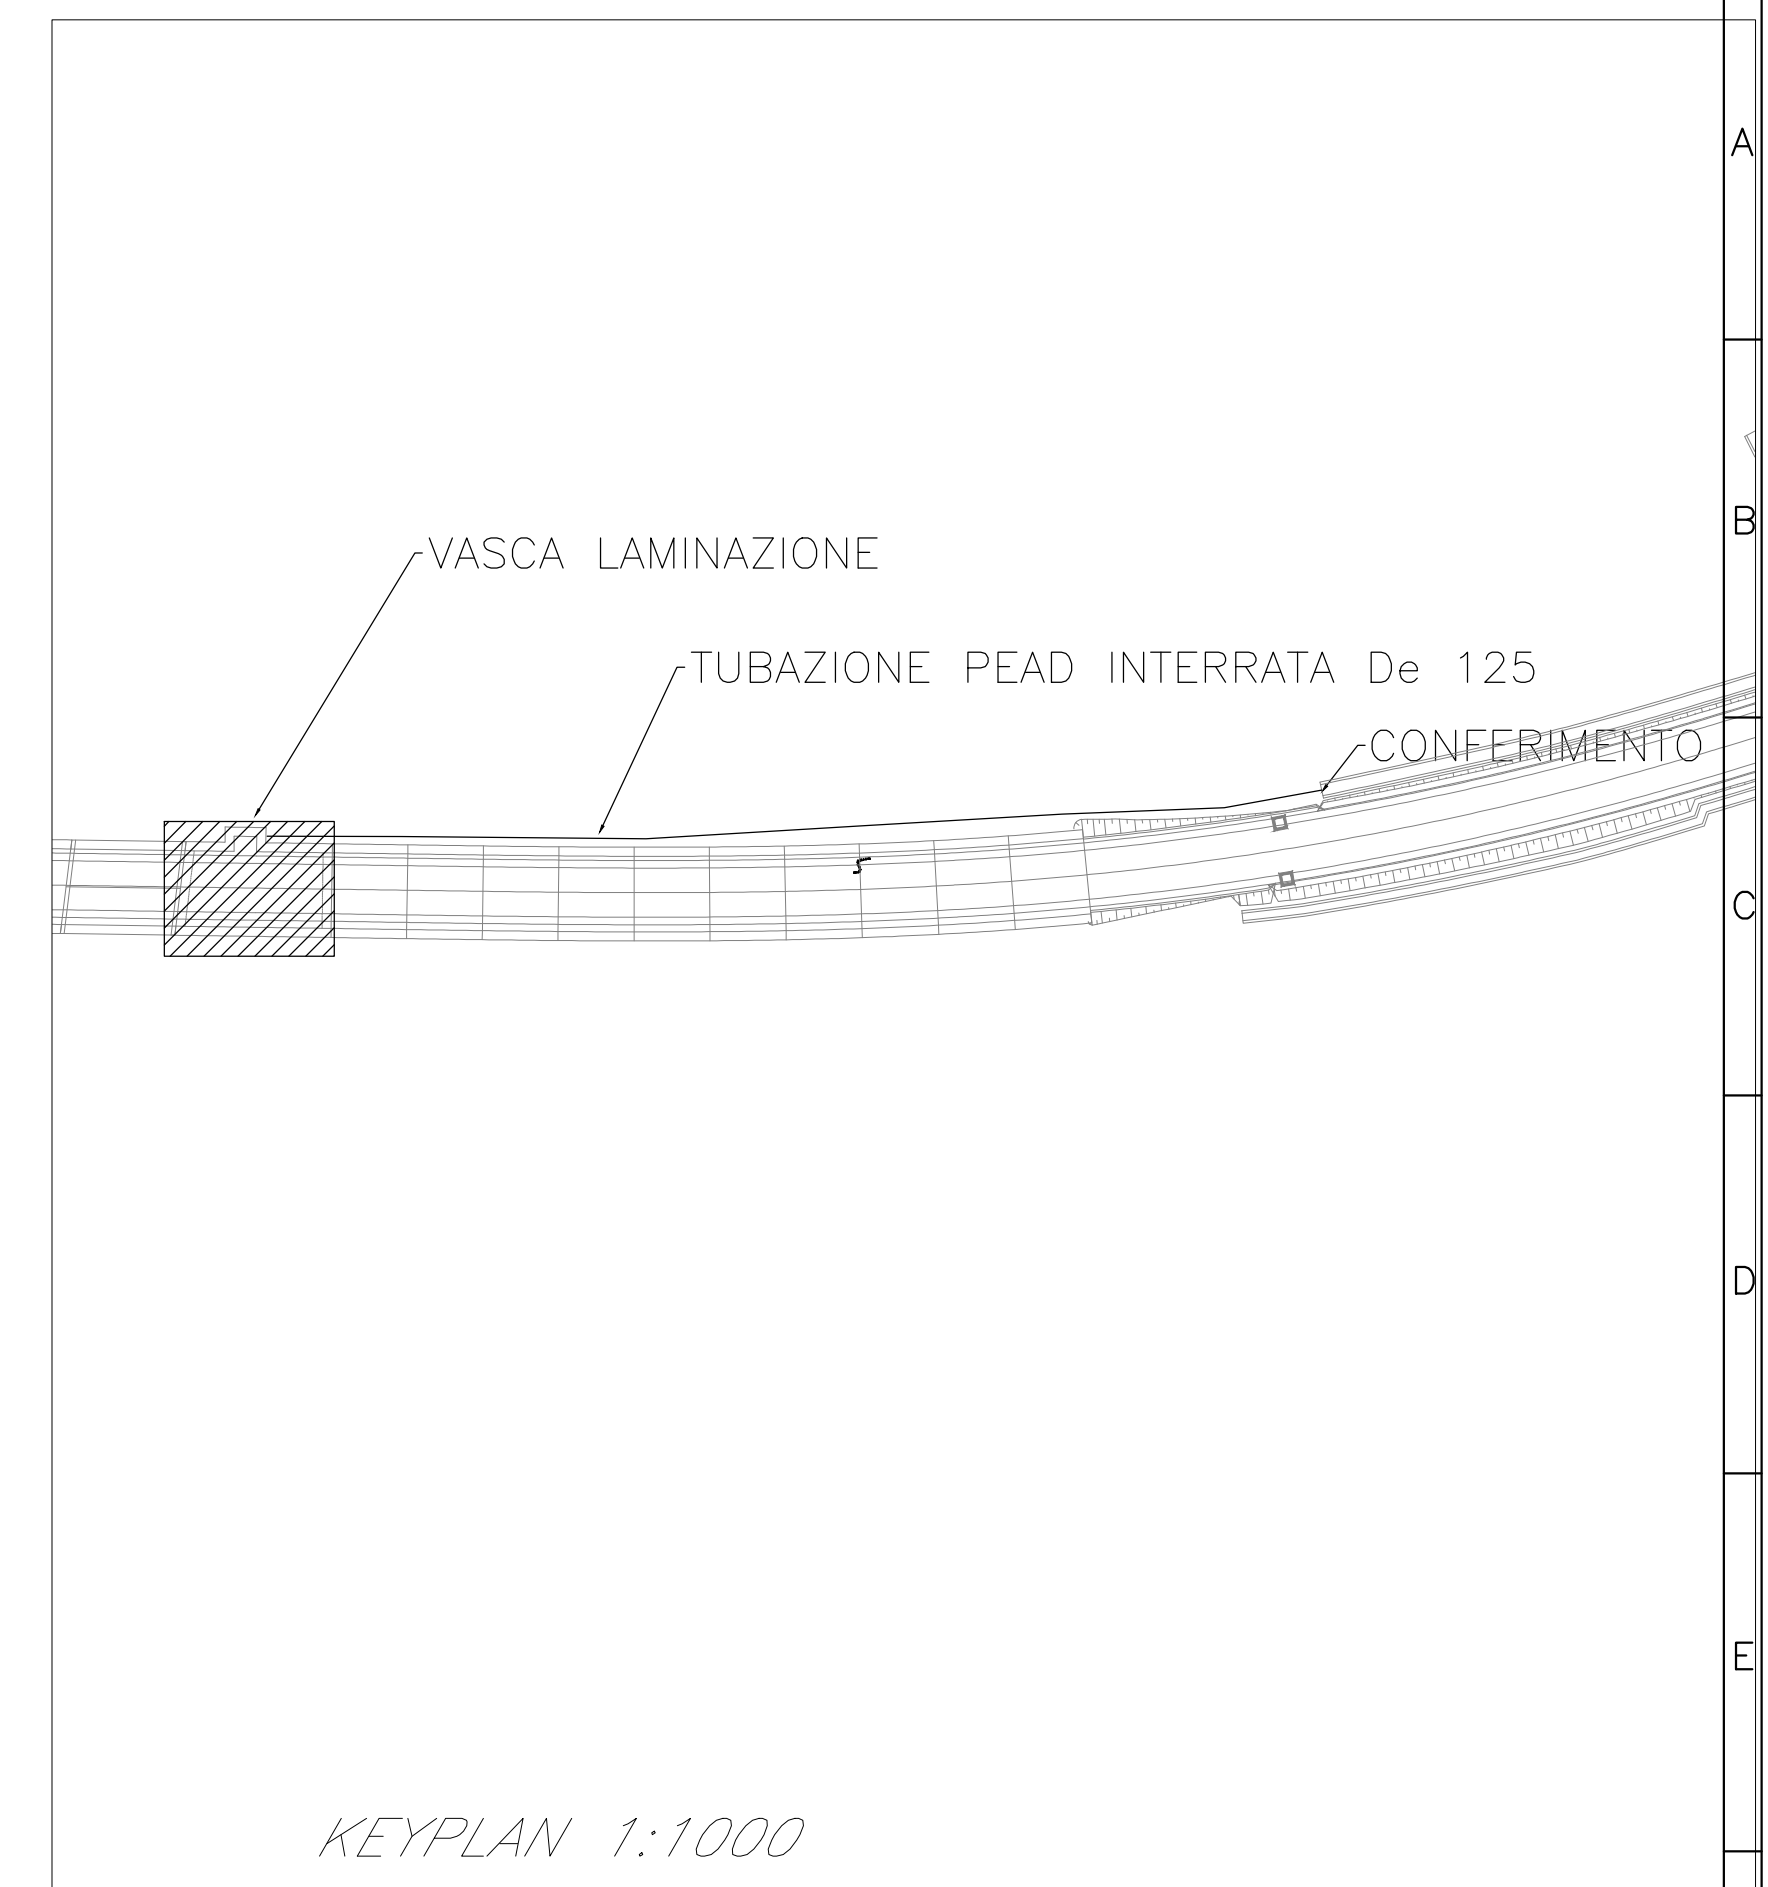 A
B
VASCA LAMINAZIONE
TUBAZIONE PEAD INTERRATA De 125
CONFERIMENTO
C
D
E
KEYPLAN 1:1000